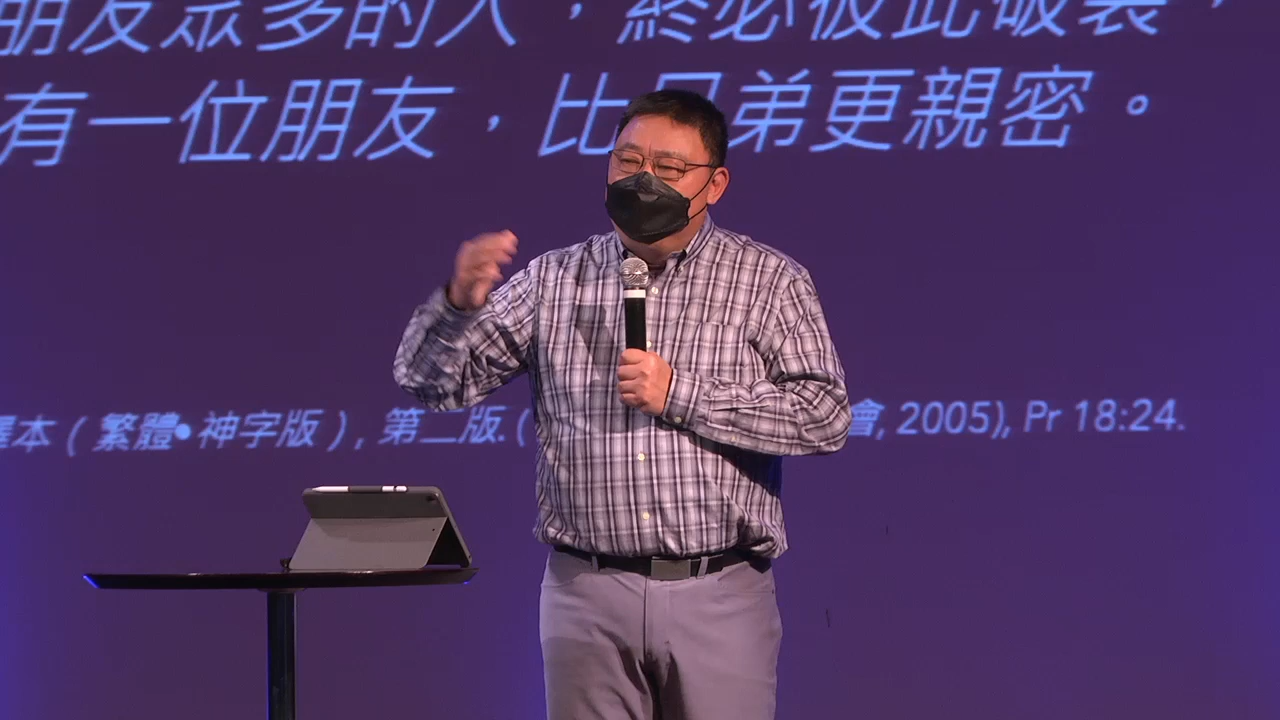 朋友眾多的人，終必彼此破裂，
有一位朋友，比兄弟更親密。
譯本（繁體•神字版）, 第二版. ( 會, 2005), Pr 18:24.